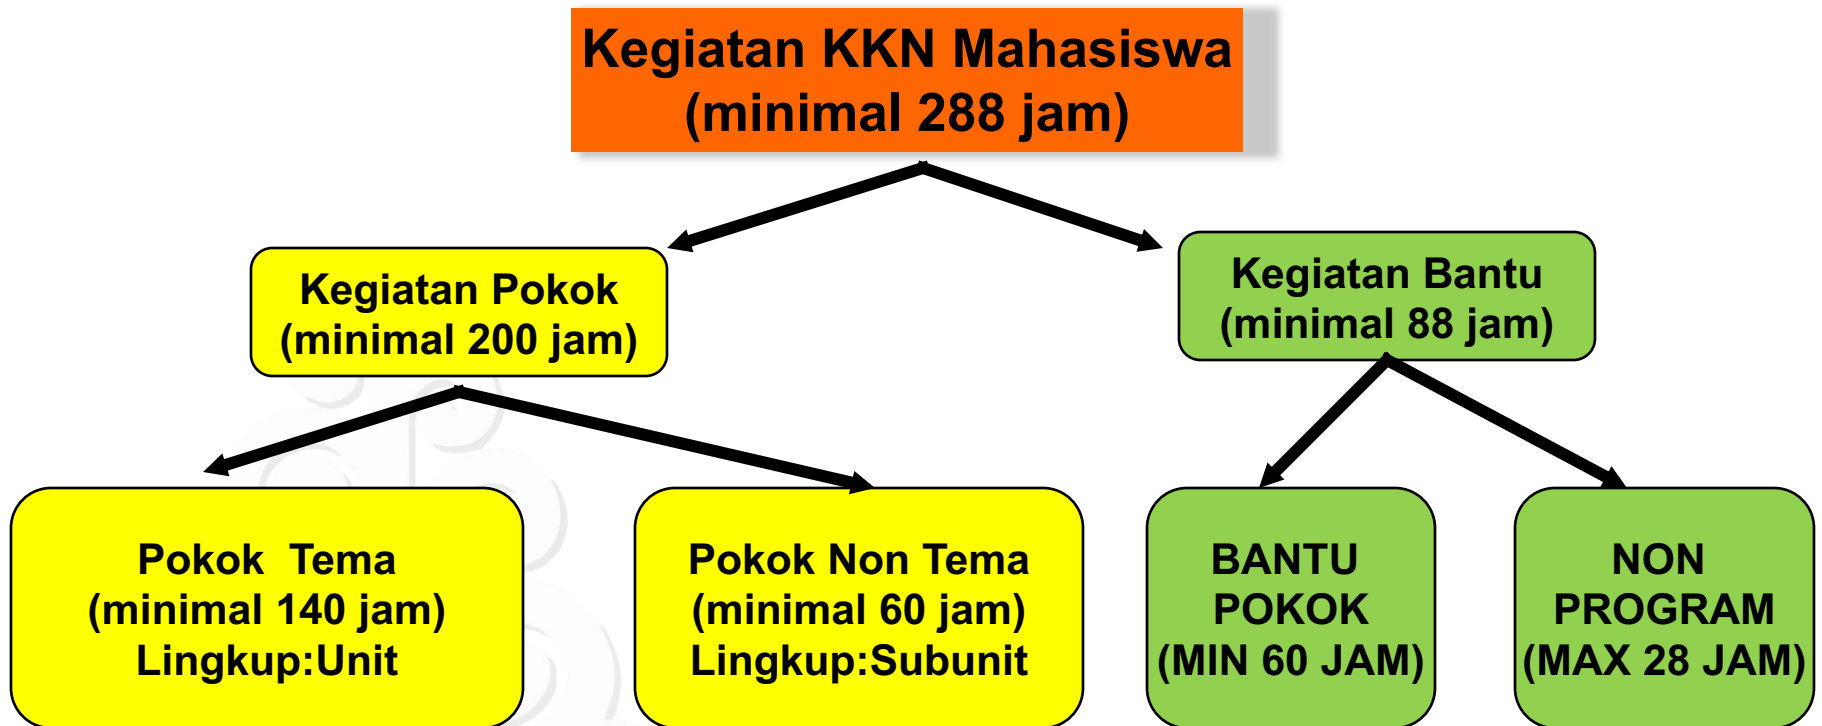 Kegiatan KKN Mahasiswa
(minimal 288 jam)
Kegiatan Pokok
(minimal 200 jam)
Kegiatan Bantu
(minimal 88 jam)
Pokok Tema
(minimal 140 jam)
Lingkup:Unit
Pokok Non Tema
(minimal 60 jam)
Lingkup:Subunit
BANTU
POKOK
(MIN 60 JAM)
NON
PROGRAM
(MAX 28 JAM)